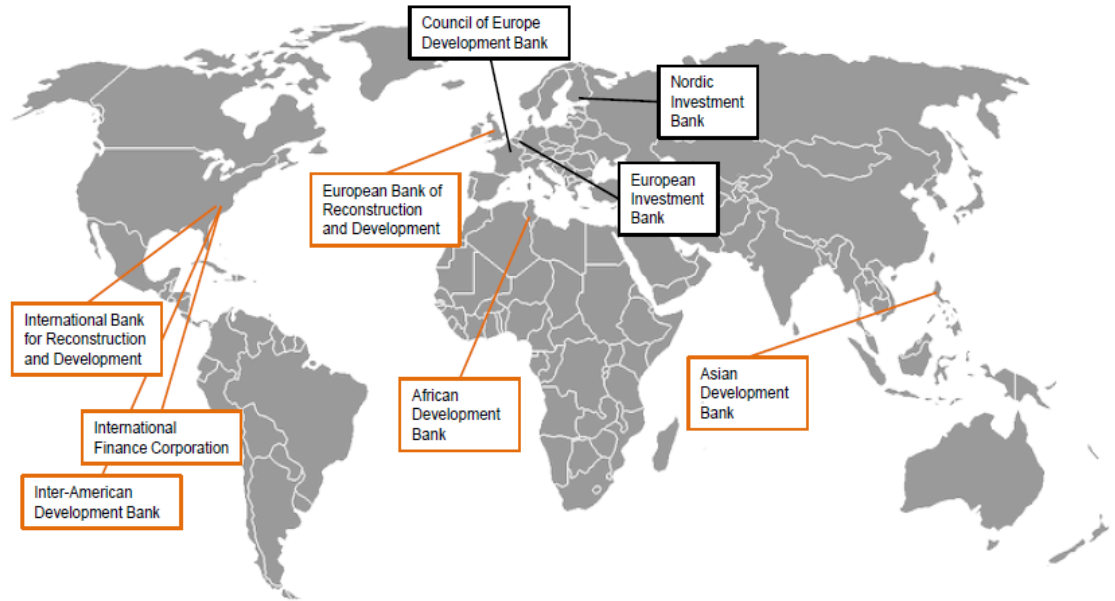 Council of Europe
Development Bank
Nordic
Investment
Bank
European Bank of
Reconstruction
and Development
European
Investment
Bank
International Bank
for Reconstruction
and Development
African
Development
Bank
Asian
Development
Bank
International
Finance Corporation
Inter-American
Development Bank